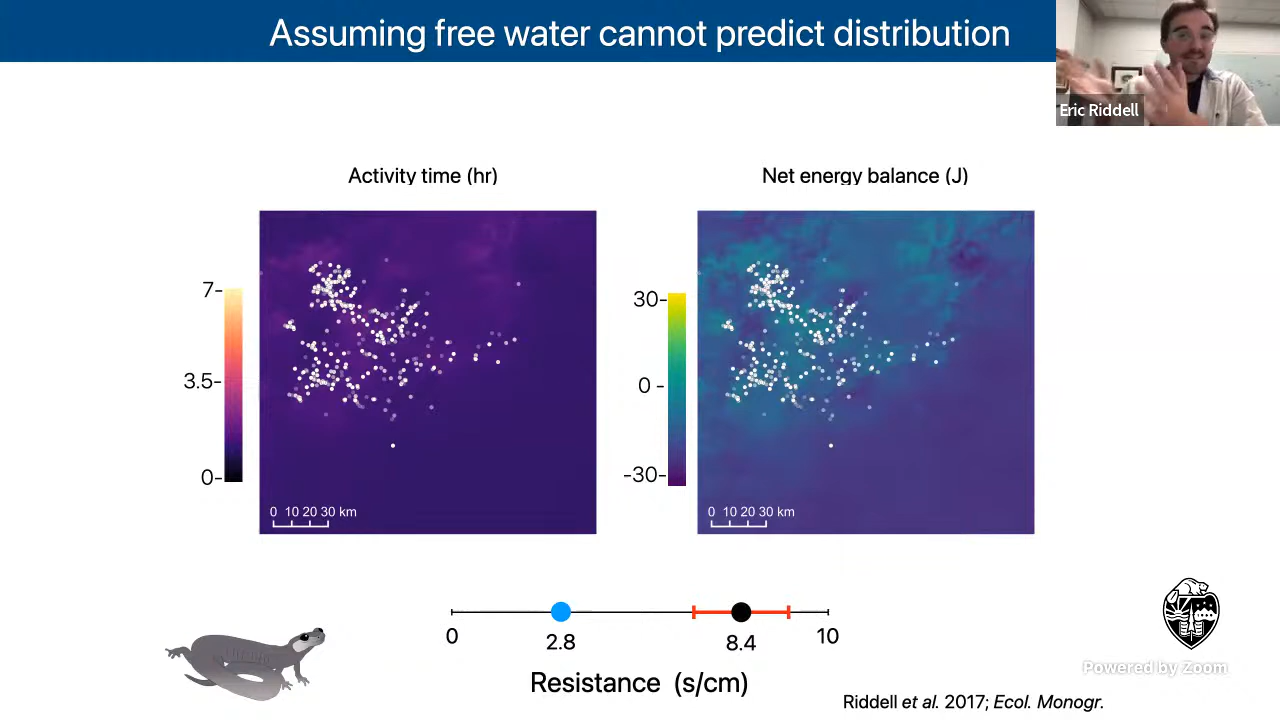 Assuming free water cannot predict distribution
Eric Riddell
Activity time (hr)
Net energy balance (J)
7
3.5
0
30
0
-30
0 10 20 30 km
0 10 20 30 km
0
2.8
8.4
10
Resistance (s/cm)
Powered by Zoom
Riddell et al. 2017; Ecol. Monogr.